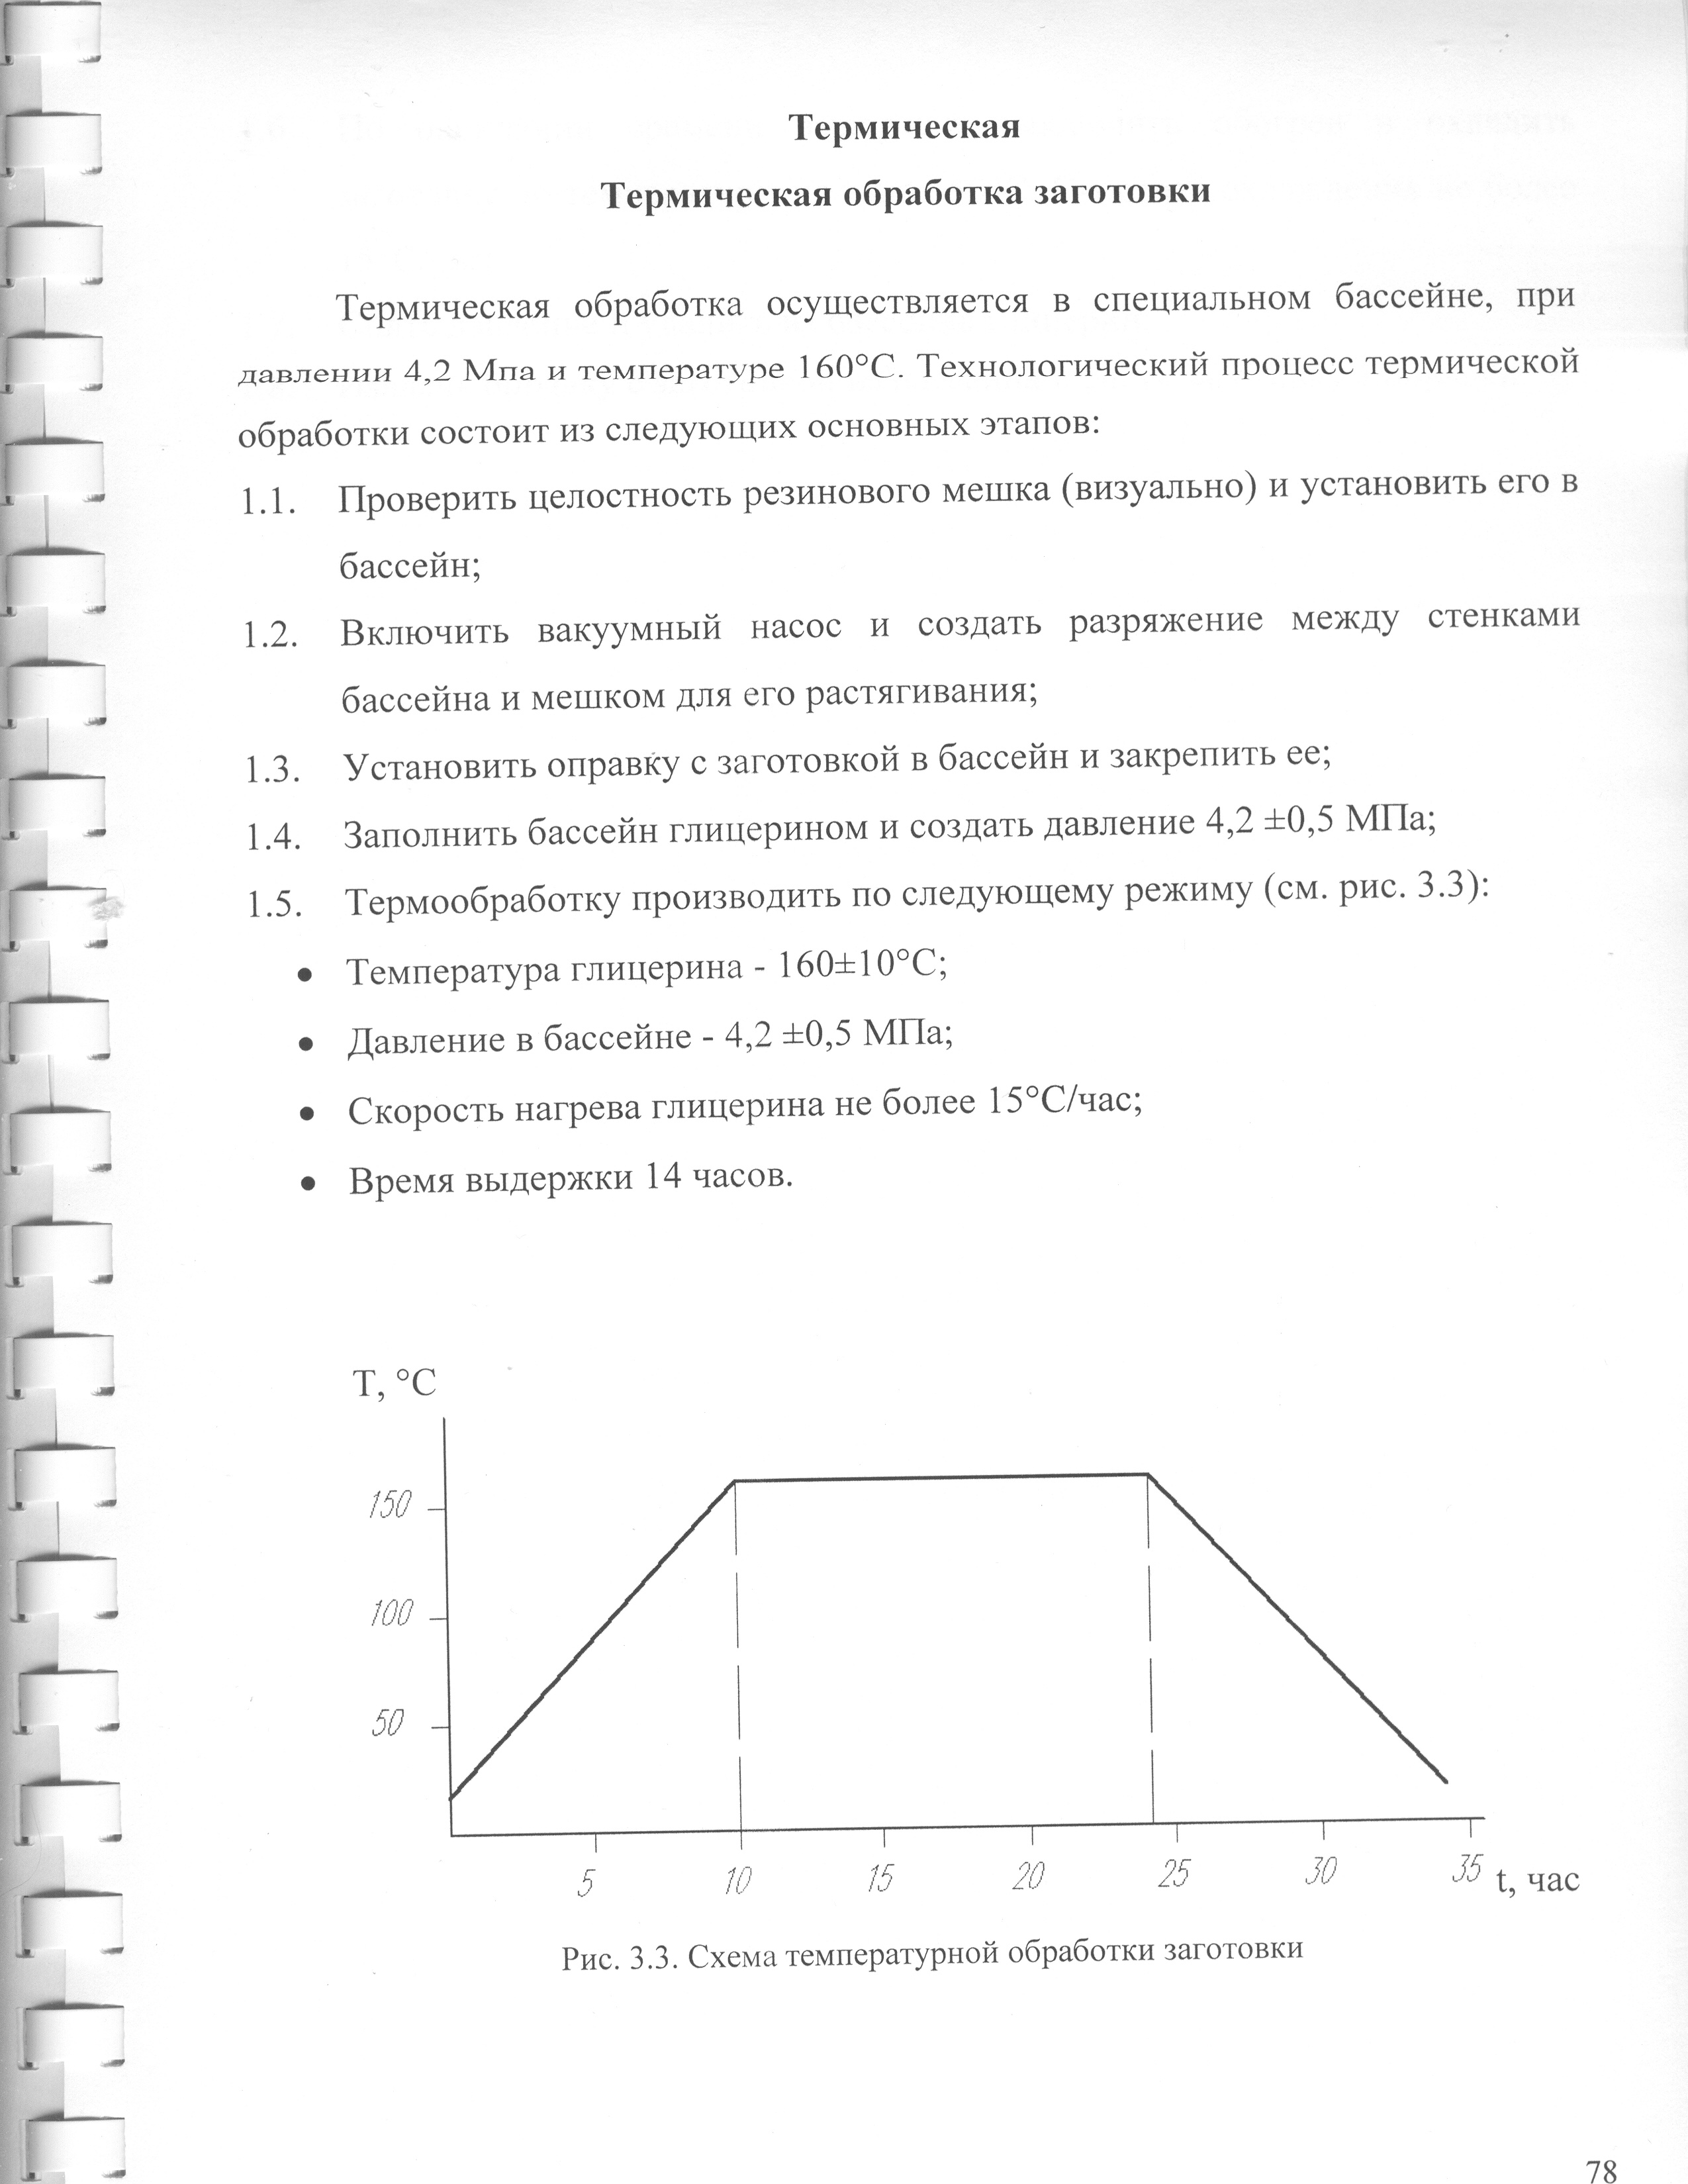 Термическая
Термическая обработка заготовки
Термическая обработка осуществляется в специальном бассейне, при
давлении 4,2 Мпа и температуре 160°С. Технологический процесс термической
обработки состоит из следующих основных этапов:
1.1. Проверить целостность резинового мешка (визуально) и установить его в
бассейн;
1.2. Включить вакуумный насос и создать разряжение между стенками
бассейна и мешком для его растягивания;
1.3. Установить оправку с заготовкой в бассейн и закрепить ее;
1.4. Заполнить бассейн глицерином и создать давление 4,2 ±0,5 МПа;
1.5. Термообработку производить по следующему режиму (см. рис. 3.3):
• Температура глицерина - 160±10°С;
• Давление в бассейне - 4,2 ±0,5 МПа;
• Скорость нагрева глицерина не более 15°С/час;
• Время выдержки 14 часов.
Т, °С
150
100
50
5 10 15 20 25 30 35 t, час
Рис. 3.3. Схема температурной обработки заготовки
78